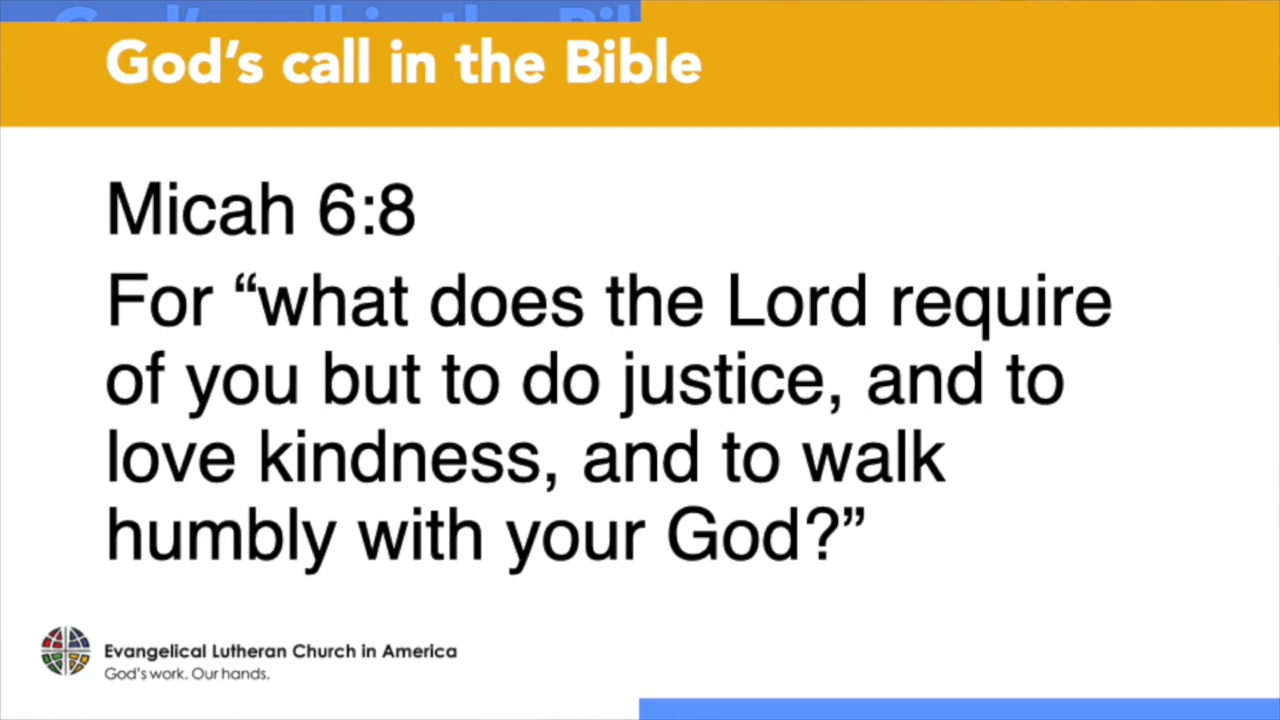 God's call in the Bible
Micah 6:8
For “what does the Lord require
of you but to do justice, and to
love kindness, and to walk
humbly with your God?”
Evangelical Lutheran Church in America
God's work. Our hands.